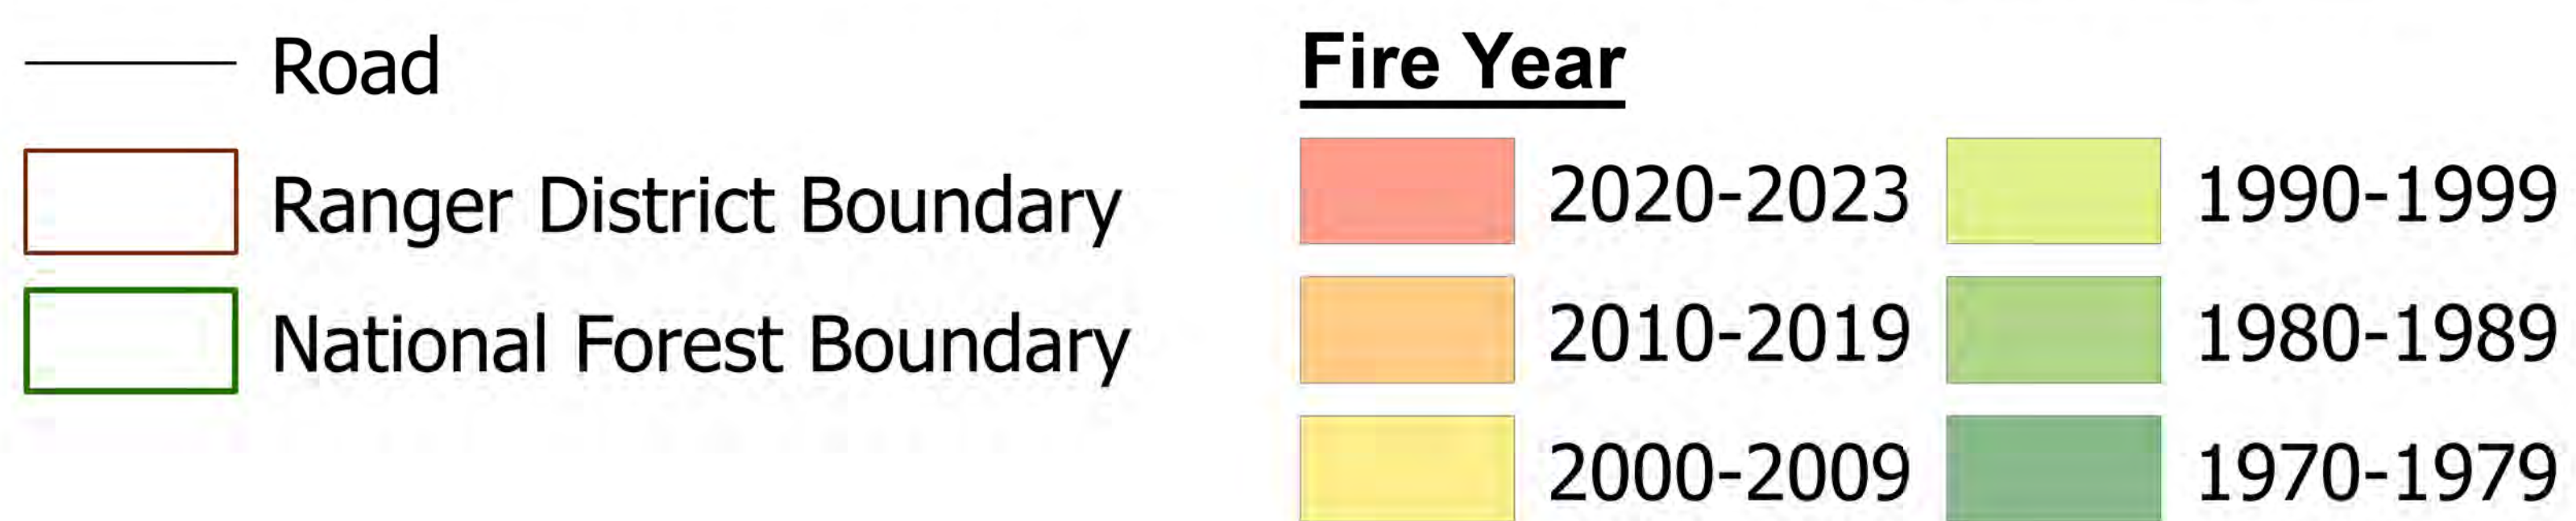 Road
Ranger District Boundary
National Forest Boundary
Fire Year
2020-2023
2010-2019
2000-2009
1990-1999
1980-1989
1970-1979